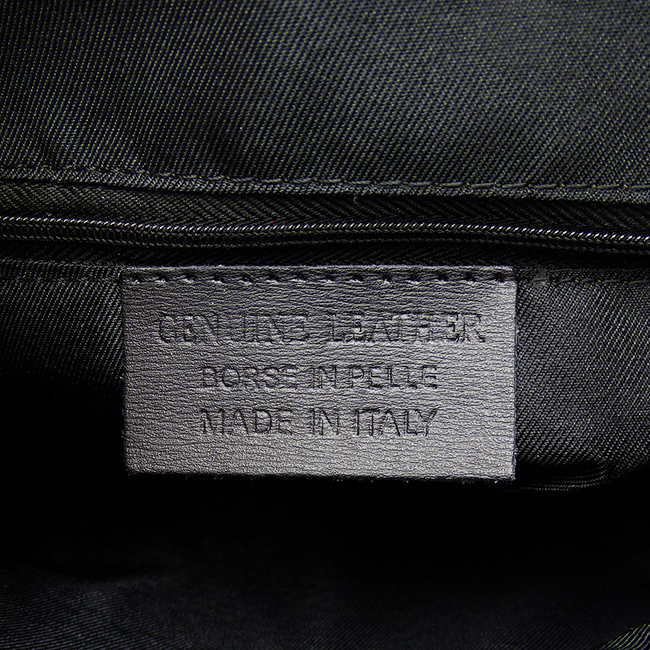 GENUINE LEATHER
BORSE IN PELLE
MADE IN ITALY